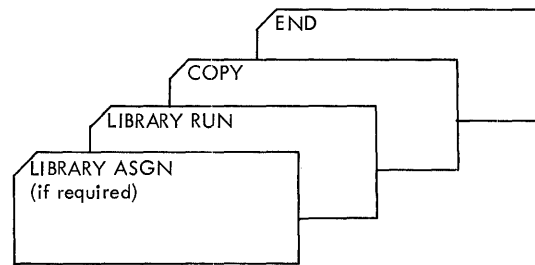 END
COPY
LIBRARY RUN
LIBRARY ASGN
(if required)